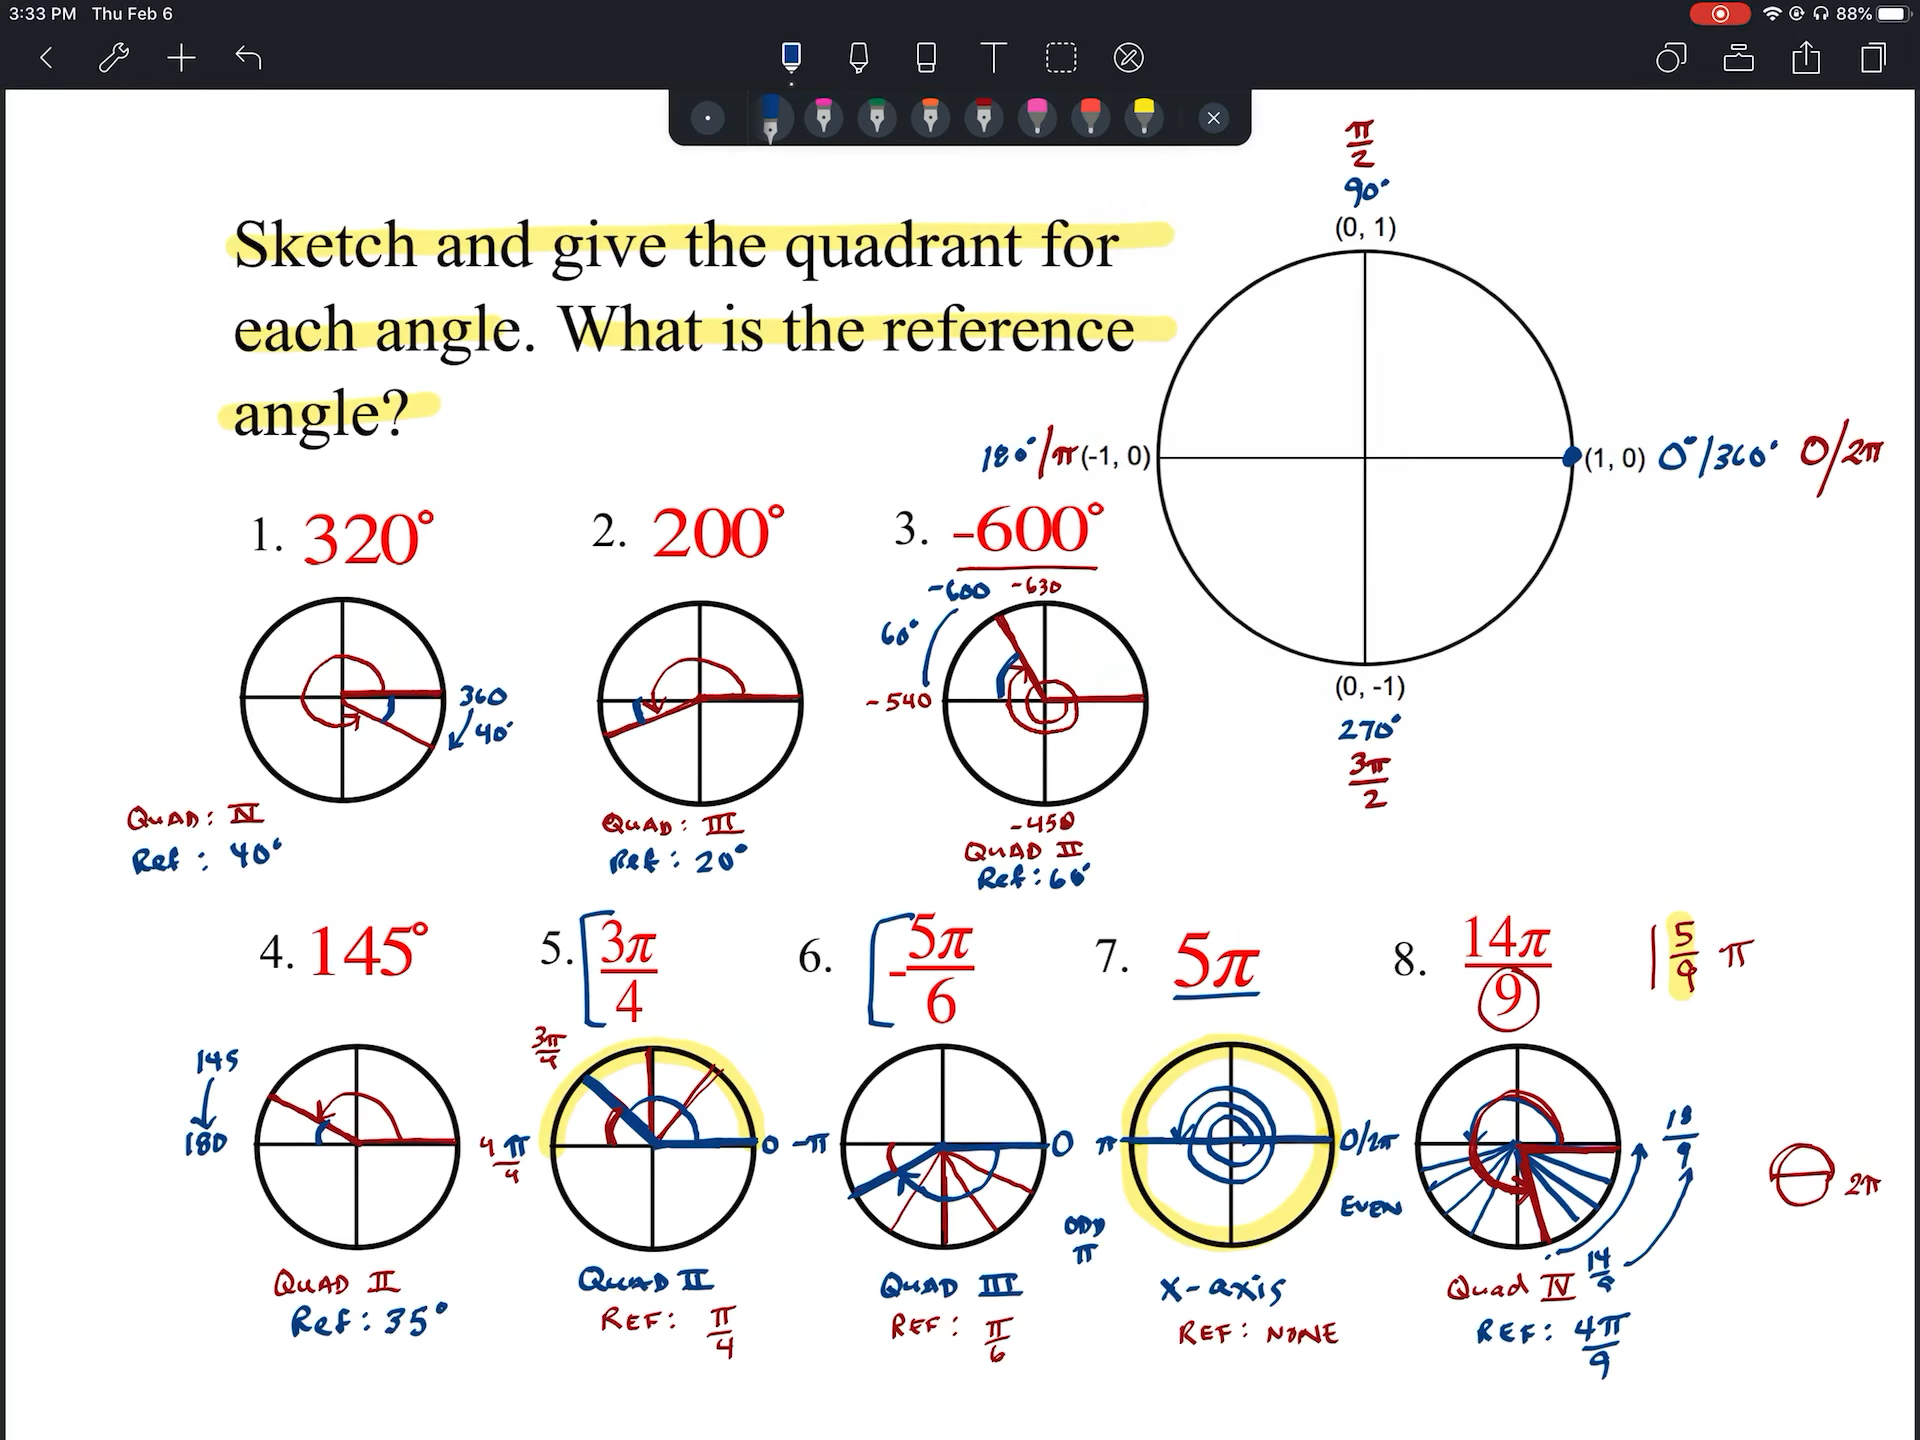 3:33 PM Thu Feb 6
88%
T
π/2
90°
(0, 1)
Sketch and give the quadrant for
each angle. What is the reference
angle?
180°/π (-1, 0)
(1, 0) 0°/360° 0/2π
(0, -1)
270°
3π/2
1. 320°
2. 200°
3. -600°
-600 -630
60°
-540
360
40°
-450
QUAD: IV
Ref: 40°
QUAD: III
Ref: 20°
QUAD II
Ref: 60°
4. 145°
5. 3π/4
6. -5π/6
7. 5π
8. 14π/9
1 5/9 π
145
180
3π/4
4π/4
0
-π
0
π
0/2π
ODD
π
EVEN
18/9
14/9
2π
QUAD II
Ref: 35°
QUAD II
REF: π/4
QUAD III
REF: π/6
x-axis
REF: NONE
Quad IV
REF: 4π/9